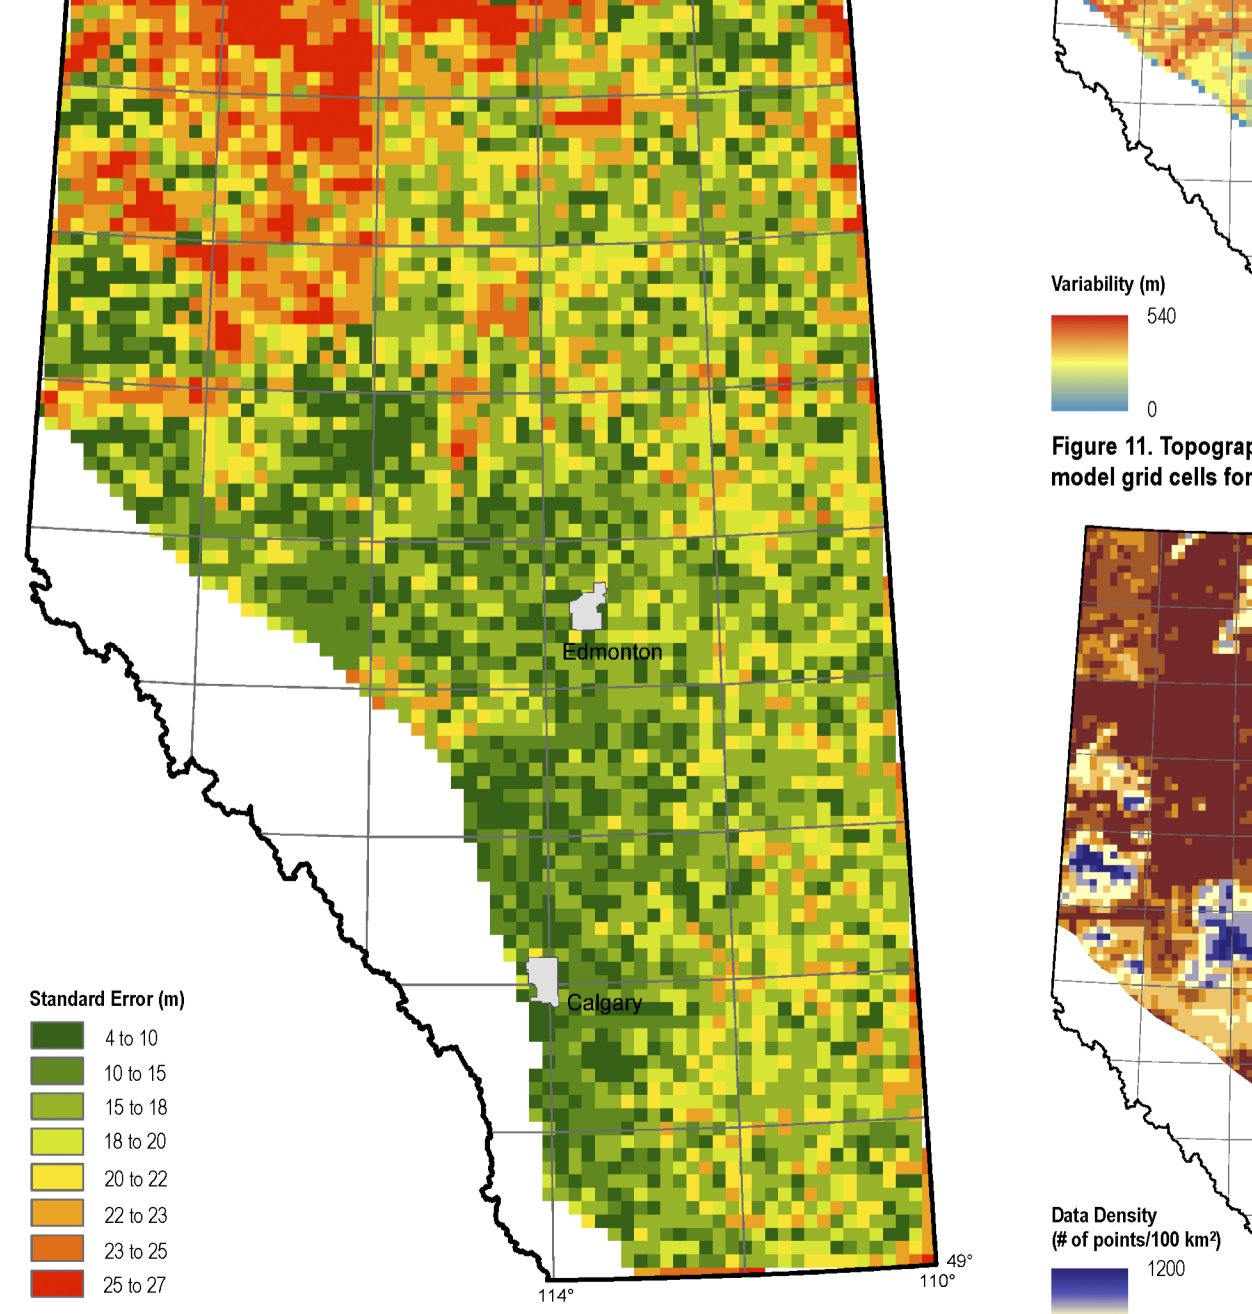 Edmonton
Calgary
Standard Error (m)
4 to 10
10 to 15
15 to 18
18 to 20
20 to 22
22 to 23
23 to 25
25 to 27
114°
49°
110°
Variability (m)
540
0
Figure 11. Topograp
model grid cells for
Data Density
(# of points/100 km²)
1200